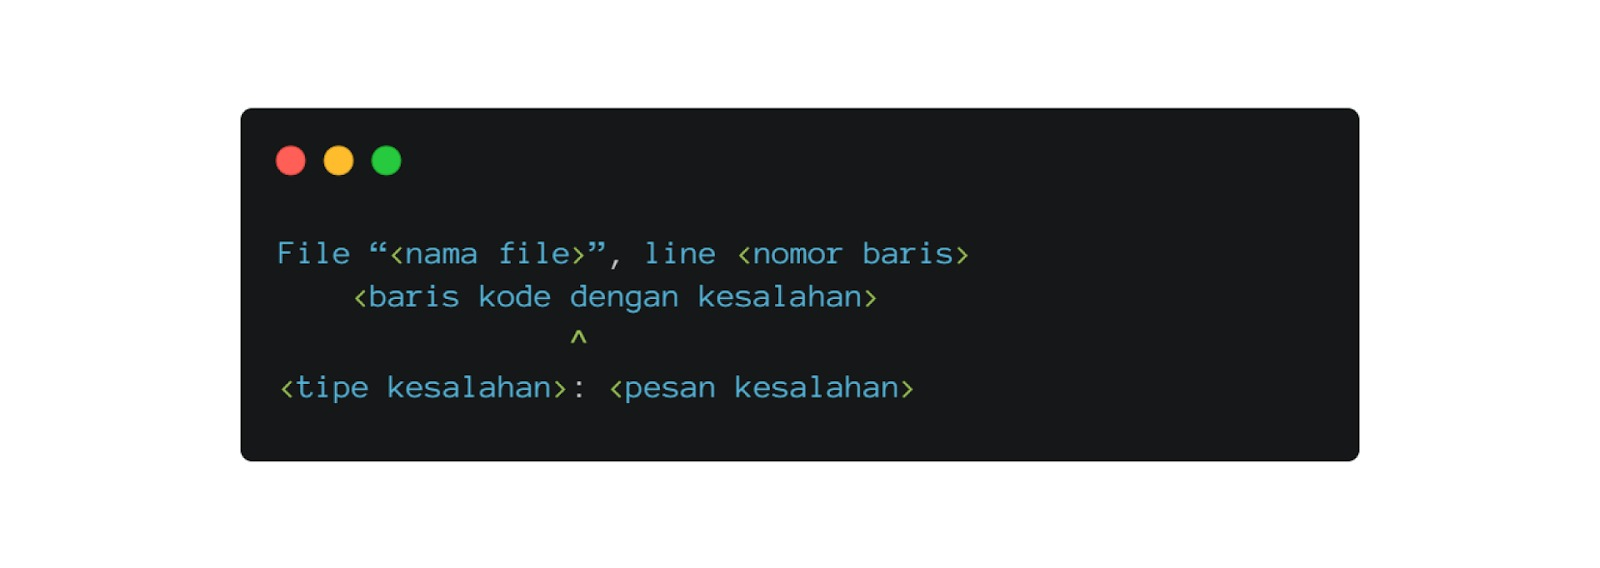 File “<nama file>”, line <nomor baris>
<baris kode dengan kesalahan>
^
<tipe kesalahan>: <pesan kesalahan>